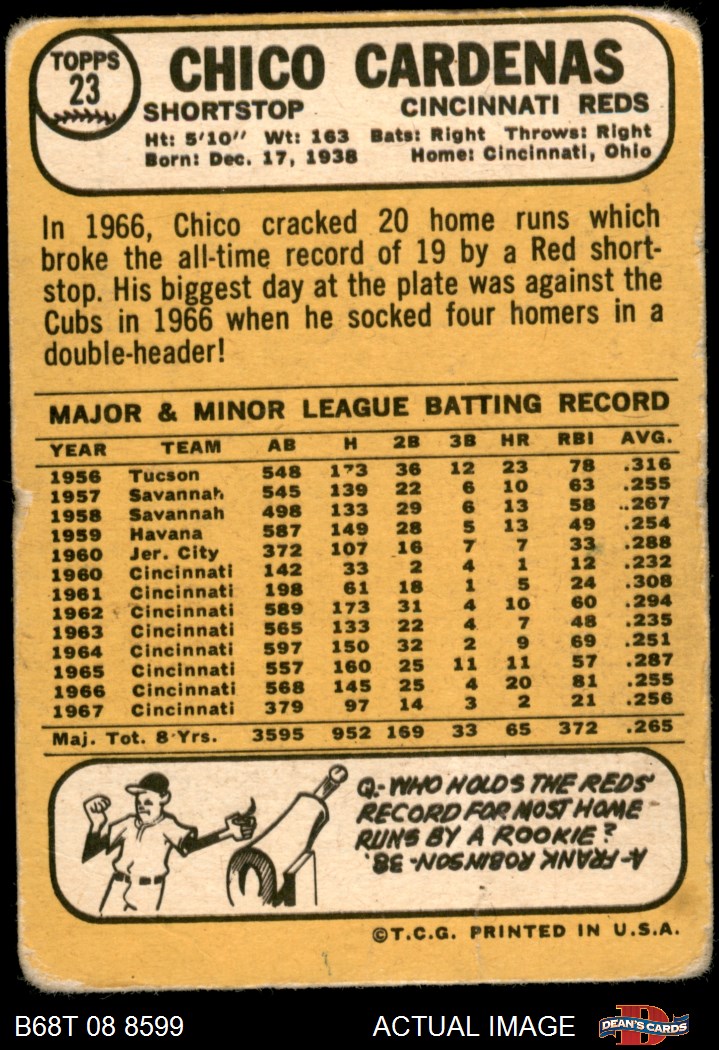 TOPPS
23
CHICO CARDENAS
SHORTSTOP CINCINNATI REDS
Ht: 5'10" Wt: 163 Bats: Right Throws: Right
Born: Dec. 17, 1938 Home: Cincinnati, Ohio
In 1966, Chico cracked 20 home runs which
broke the all-time record of 19 by a Red short-
stop. His biggest day at the plate was against the
Cubs in 1966 when he socked four homers in a
double-header!
MAJOR & MINOR LEAGUE BATTING RECORD
YEAR TEAM AB H 2B 3B HR RBI AVG.
1956 Tucson 548 173 36 12 23 78 .316
1957 Savannah 545 139 22 6 10 63 .255
1958 Savannah 498 133 29 6 13 58 .267
1959 Havana 587 149 28 5 13 49 .254
1960 Jer. City 372 107 16 7 7 33 .288
1960 Cincinnati 142 33 2 4 1 12 .232
1961 Cincinnati 198 61 18 1 5 24 .308
1962 Cincinnati 589 173 31 4 10 60 .294
1963 Cincinnati 565 133 22 4 7 48 .235
1964 Cincinnati 597 150 32 2 9 69 .251
1965 Cincinnati 557 160 25 11 11 57 .287
1966 Cincinnati 568 145 25 4 20 81 .255
1967 Cincinnati 379 97 14 3 2 21 .256
Maj. Tot. 8 Yrs. 3595 952 169 33 65 372 .265
Q.-WHO HOLDS THE REDS'
RECORD FOR MOST HOME
RUNS BY A ROOKIE?
A-FRANK ROBINSON-38.
©T.C.G. PRINTED IN U.S.A.
B68T 08 8599 ACTUAL IMAGE
D
DEAN'S CARDS